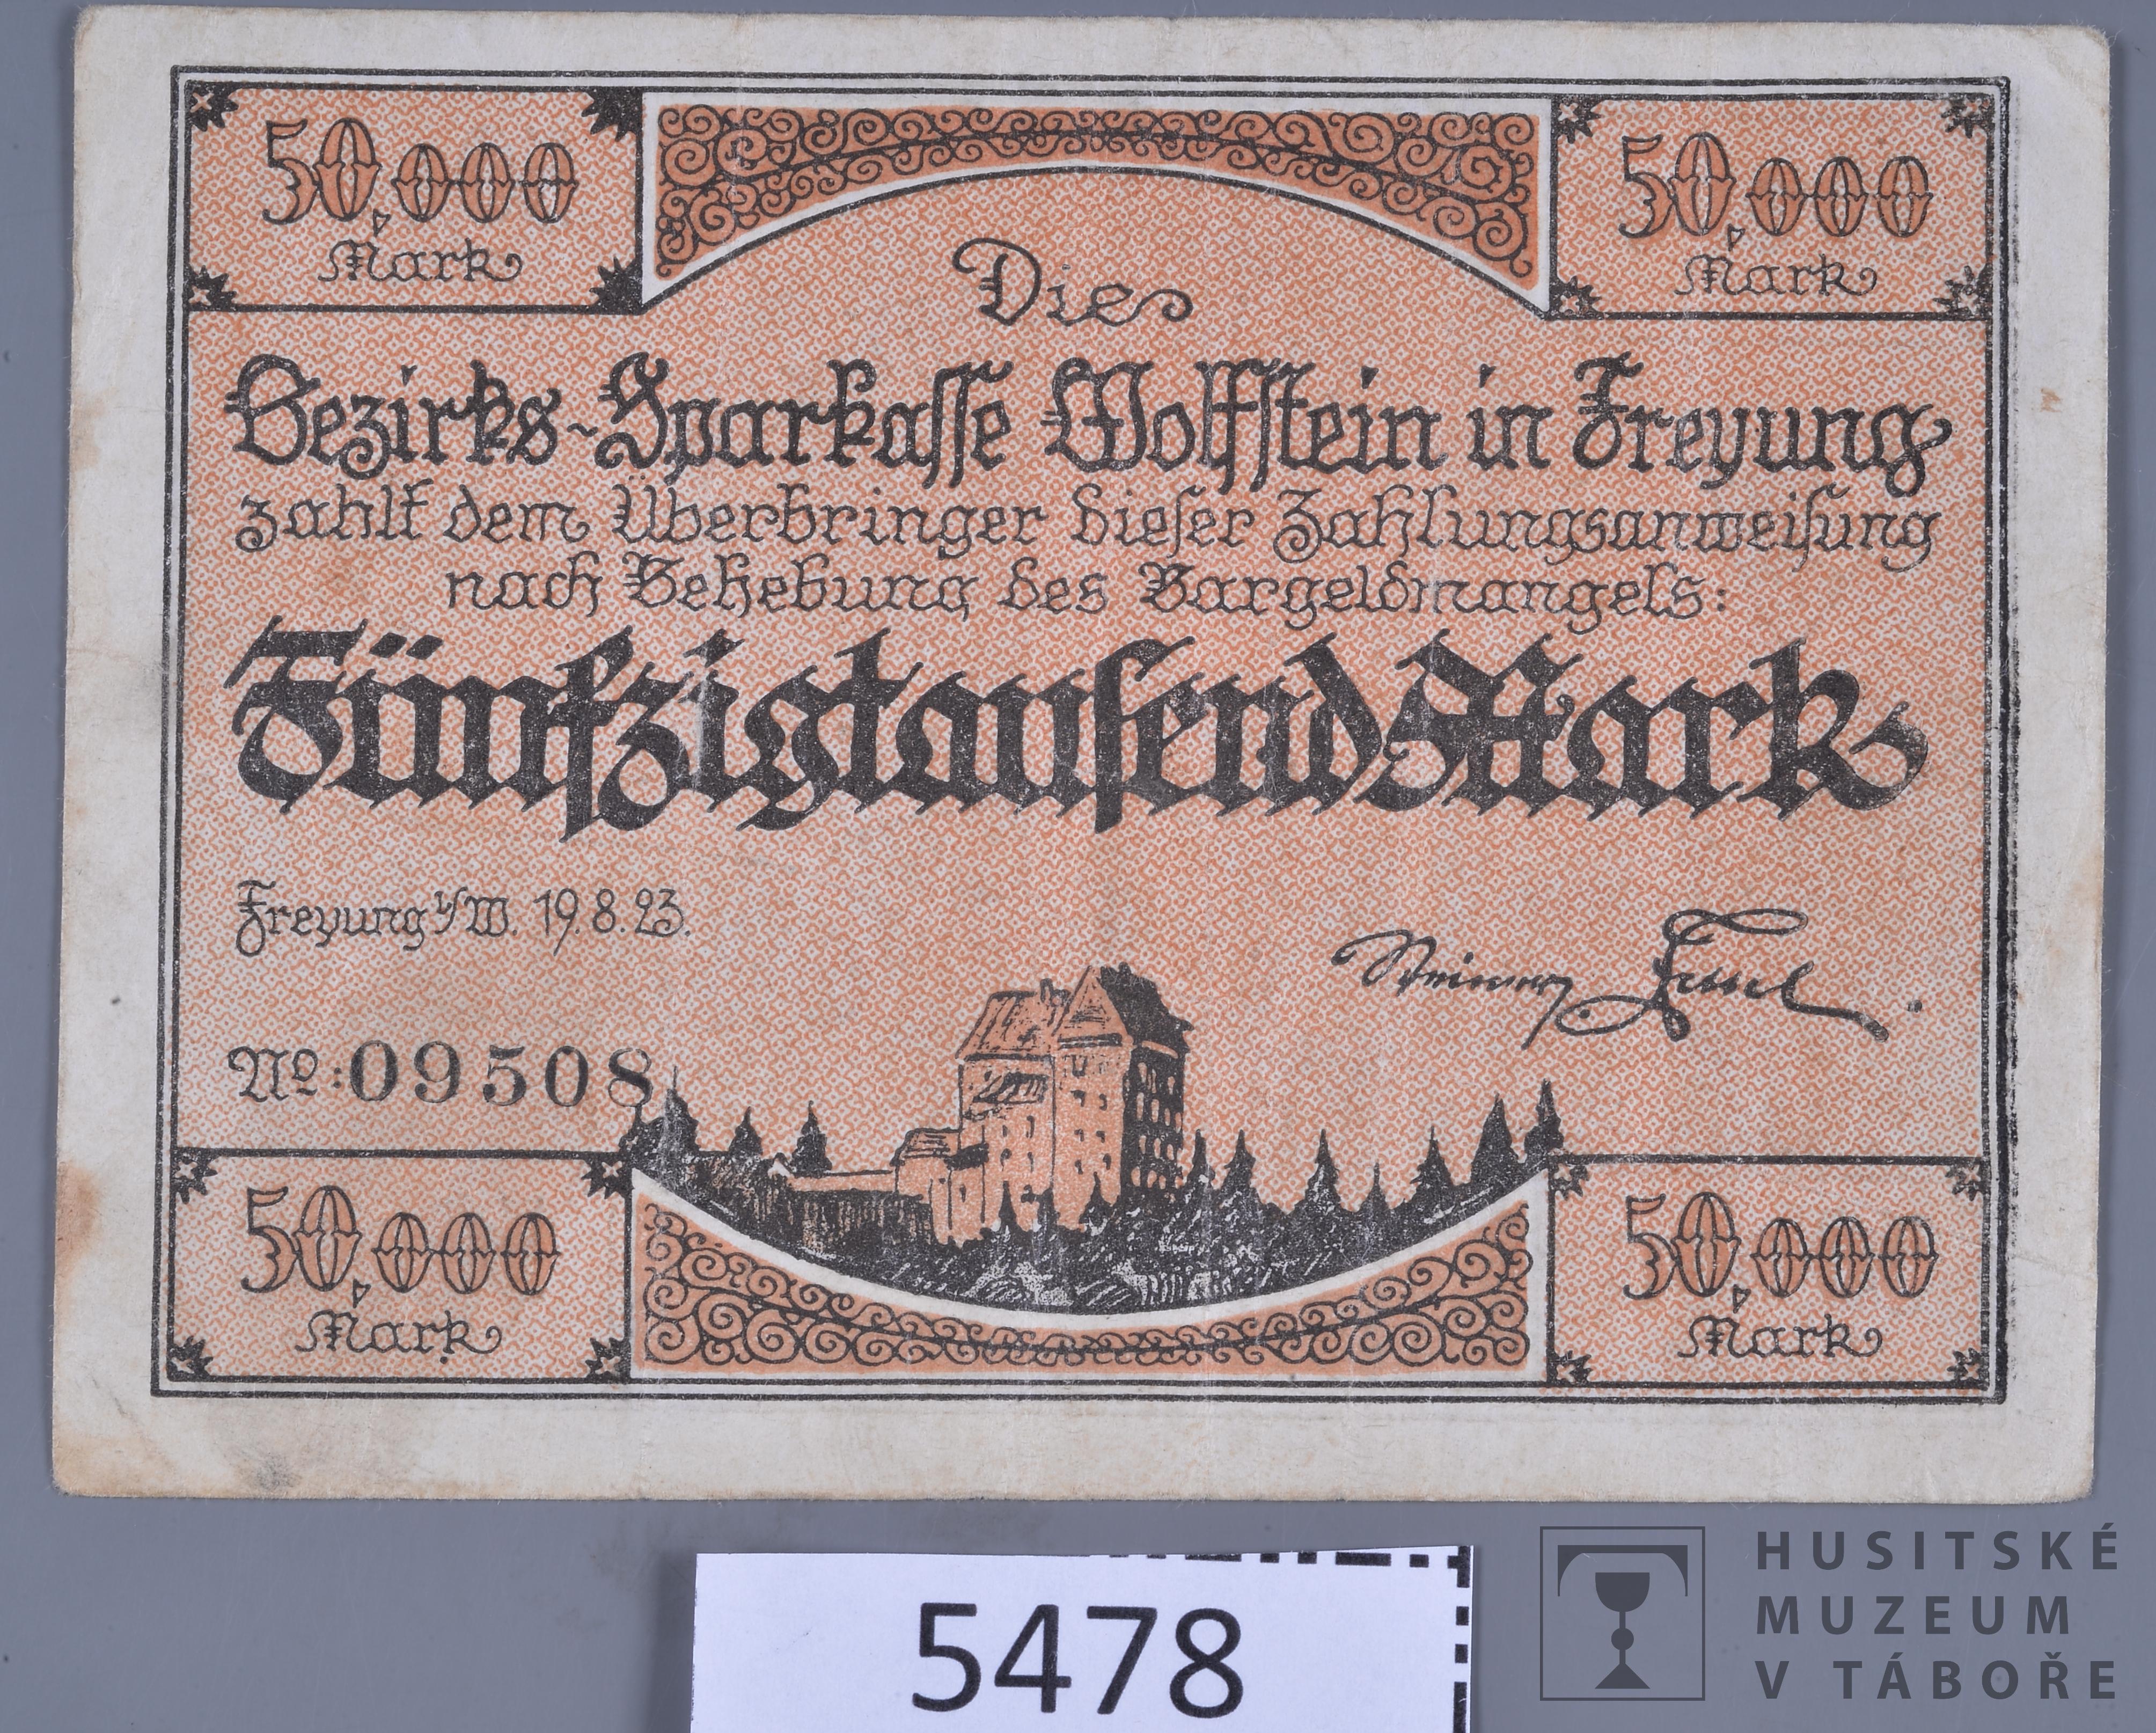 50,000
Mark
50,000
Mark
Die
Bezirks-Sparkasse Wolfstein in Freyung
zahlt dem Überbringer dieser Zahlungsanweisung
nach Behebung des Bargeldmangels:
Fünfzigtausend Mark
Freyung i/W. 19.8.23.
No: 09508
50,000
Mark
50,000
Mark
5478
HUSITSKÉ
MUZEUM
V TÁBOŘE